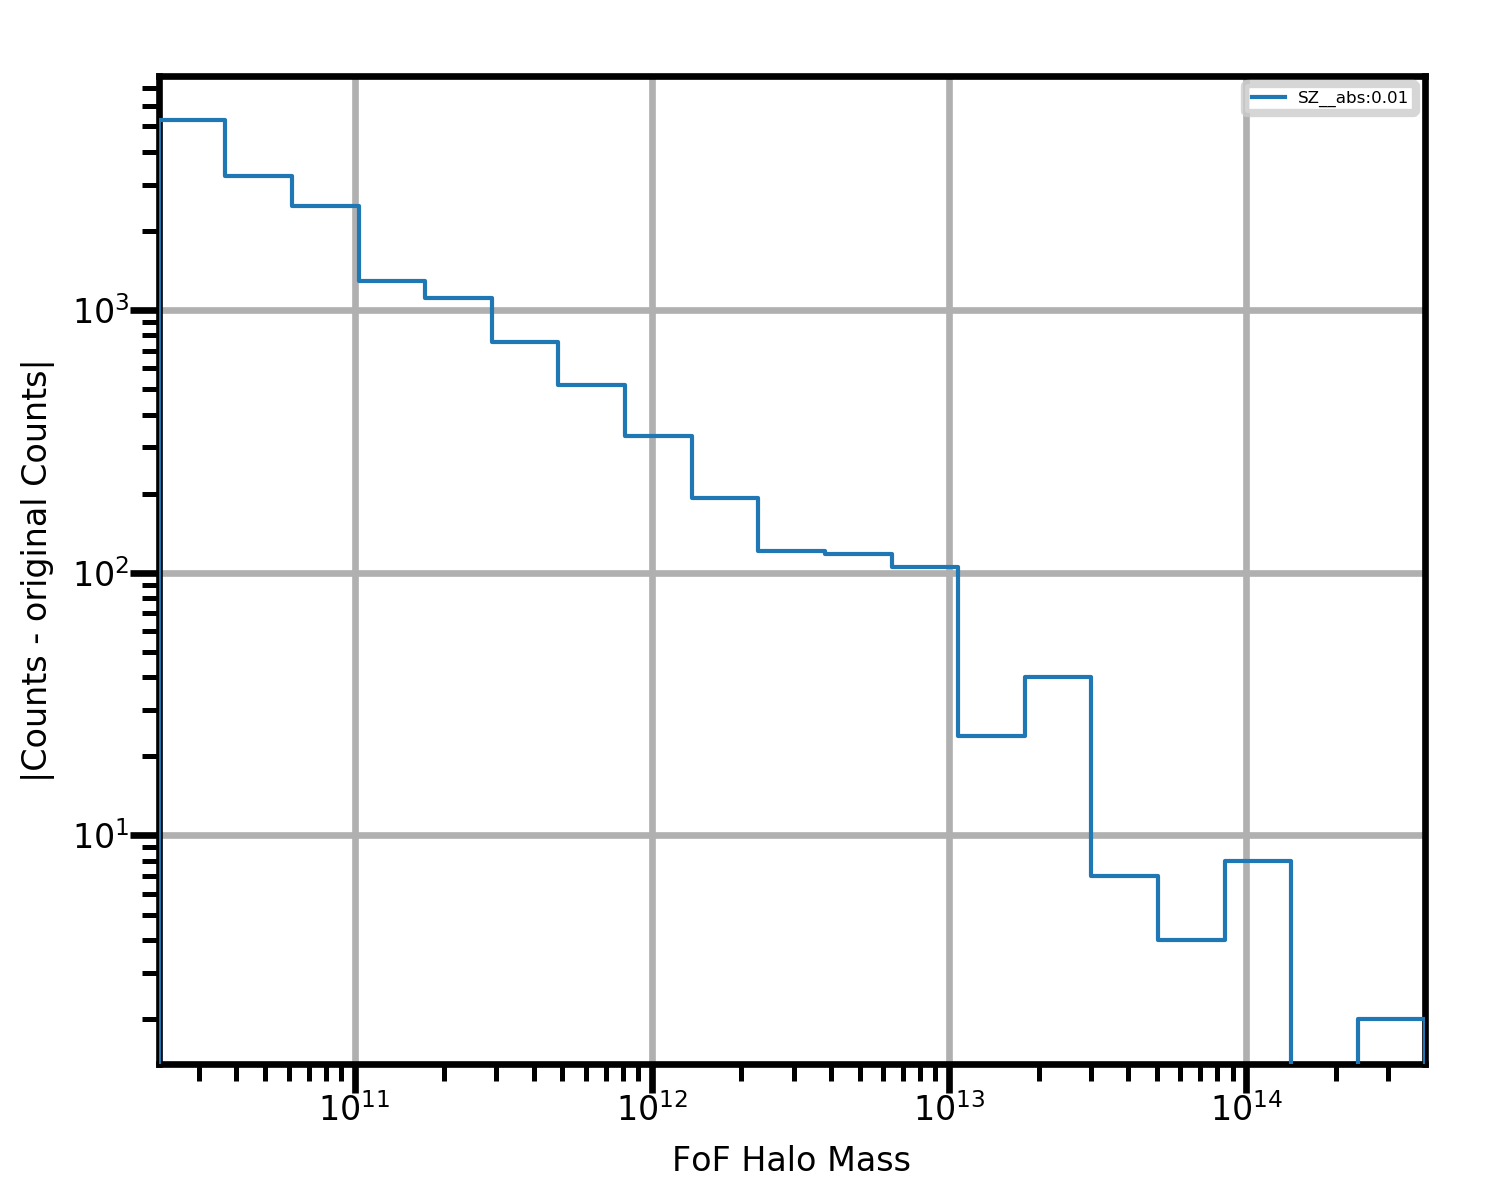 SZ__abs:0.01
10³
10²
10¹
|Counts - original Counts|
10¹¹ 10¹² 10¹³ 10¹⁴
FoF Halo Mass